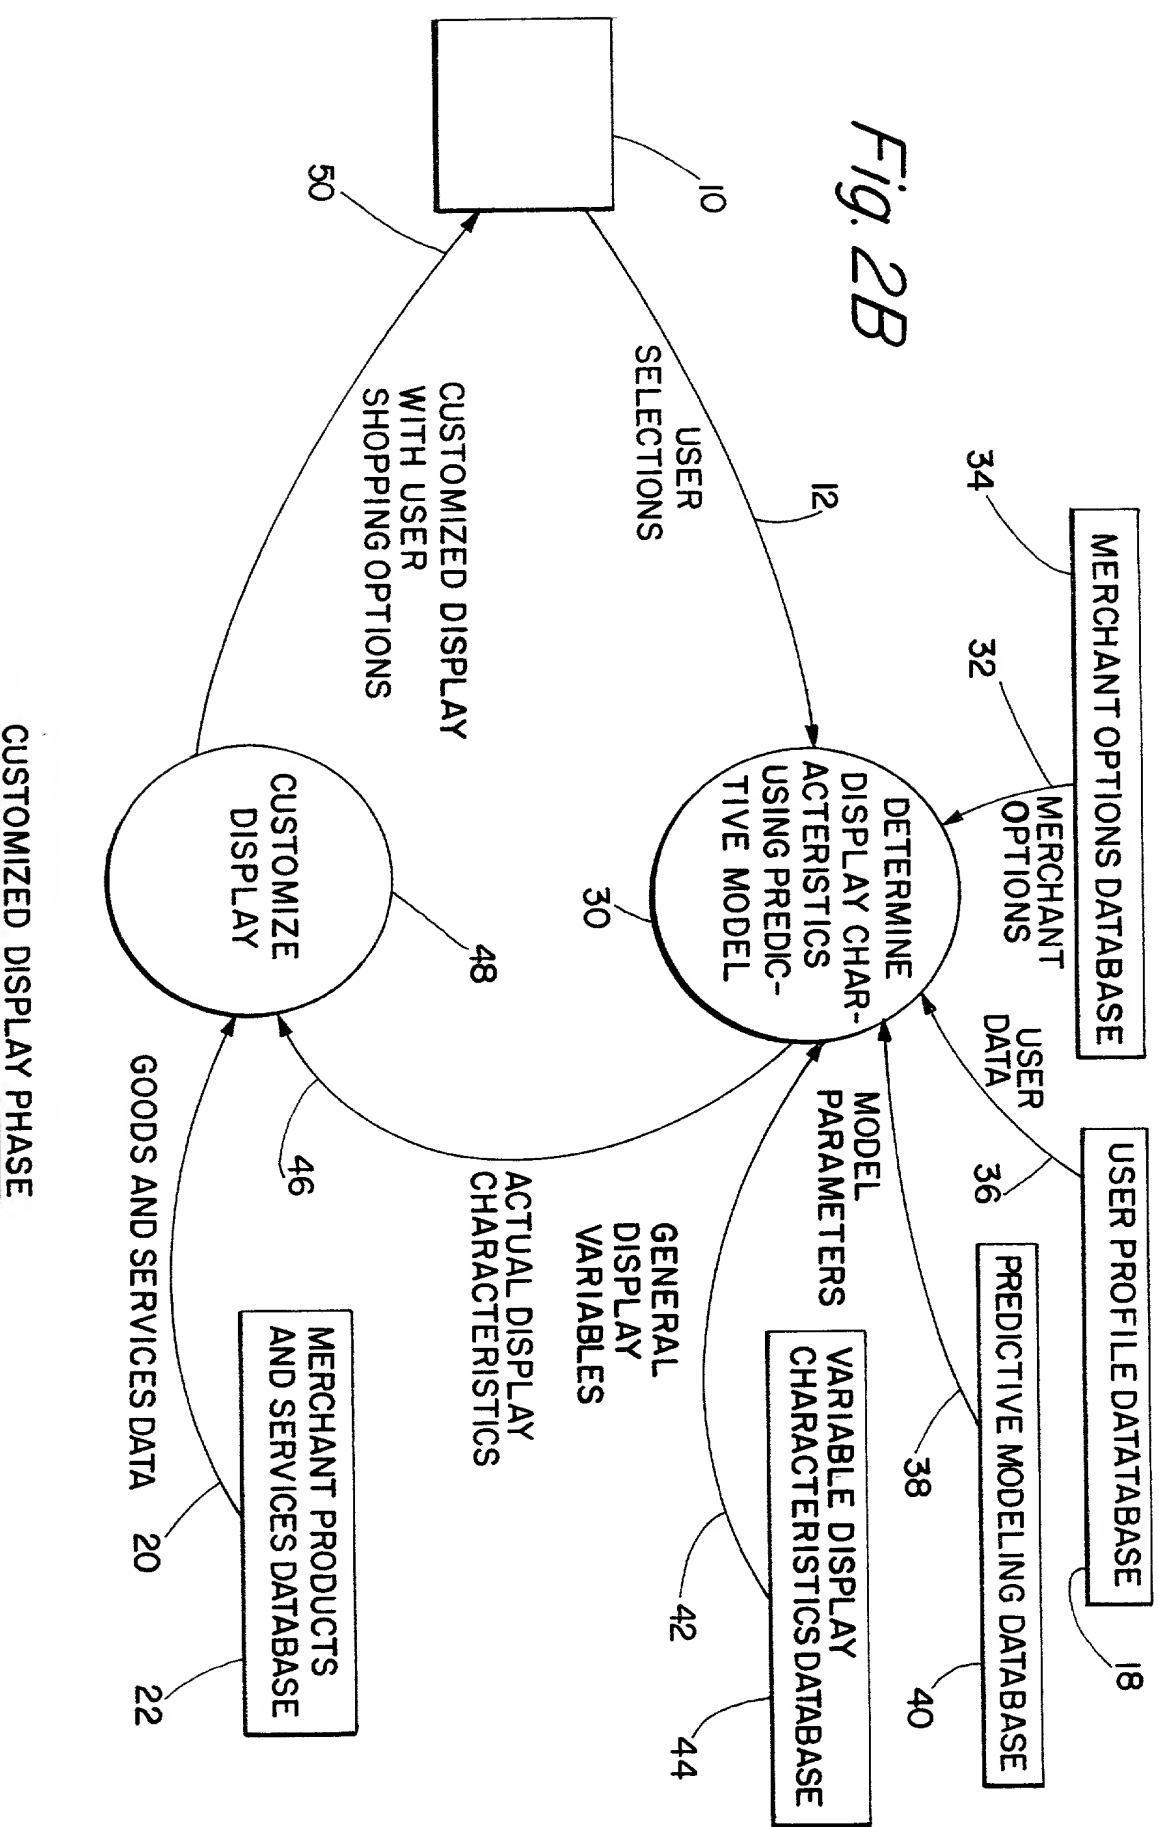 Fig. 2B
10
50
USER
SELECTIONS
12
CUSTOMIZED DISPLAY
WITH USER
SHOPPING OPTIONS
34
MERCHANT OPTIONS DATABASE
32
MERCHANT
OPTIONS
DETERMINE
DISPLAY CHAR-
ACTERISTICS
USING PREDIC-
TIVE MODEL
30
CUSTOMIZE
DISPLAY
48
USER
DATA
36
USER PROFILE DATATBASE
18
MODEL
PARAMETERS
38
PREDICTIVE MODELING DATABASE
40
GENERAL
DISPLAY
VARIABLES
42
VARIABLE DISPLAY
CHARACTERISTICS DATABASE
44
ACTUAL DISPLAY
CHARACTERISTICS
46
GOODS AND SERVICES DATA
20
MERCHANT PRODUCTS
AND SERVICES DATABASE
22
CUSTOMIZED DISPLAY PHASE